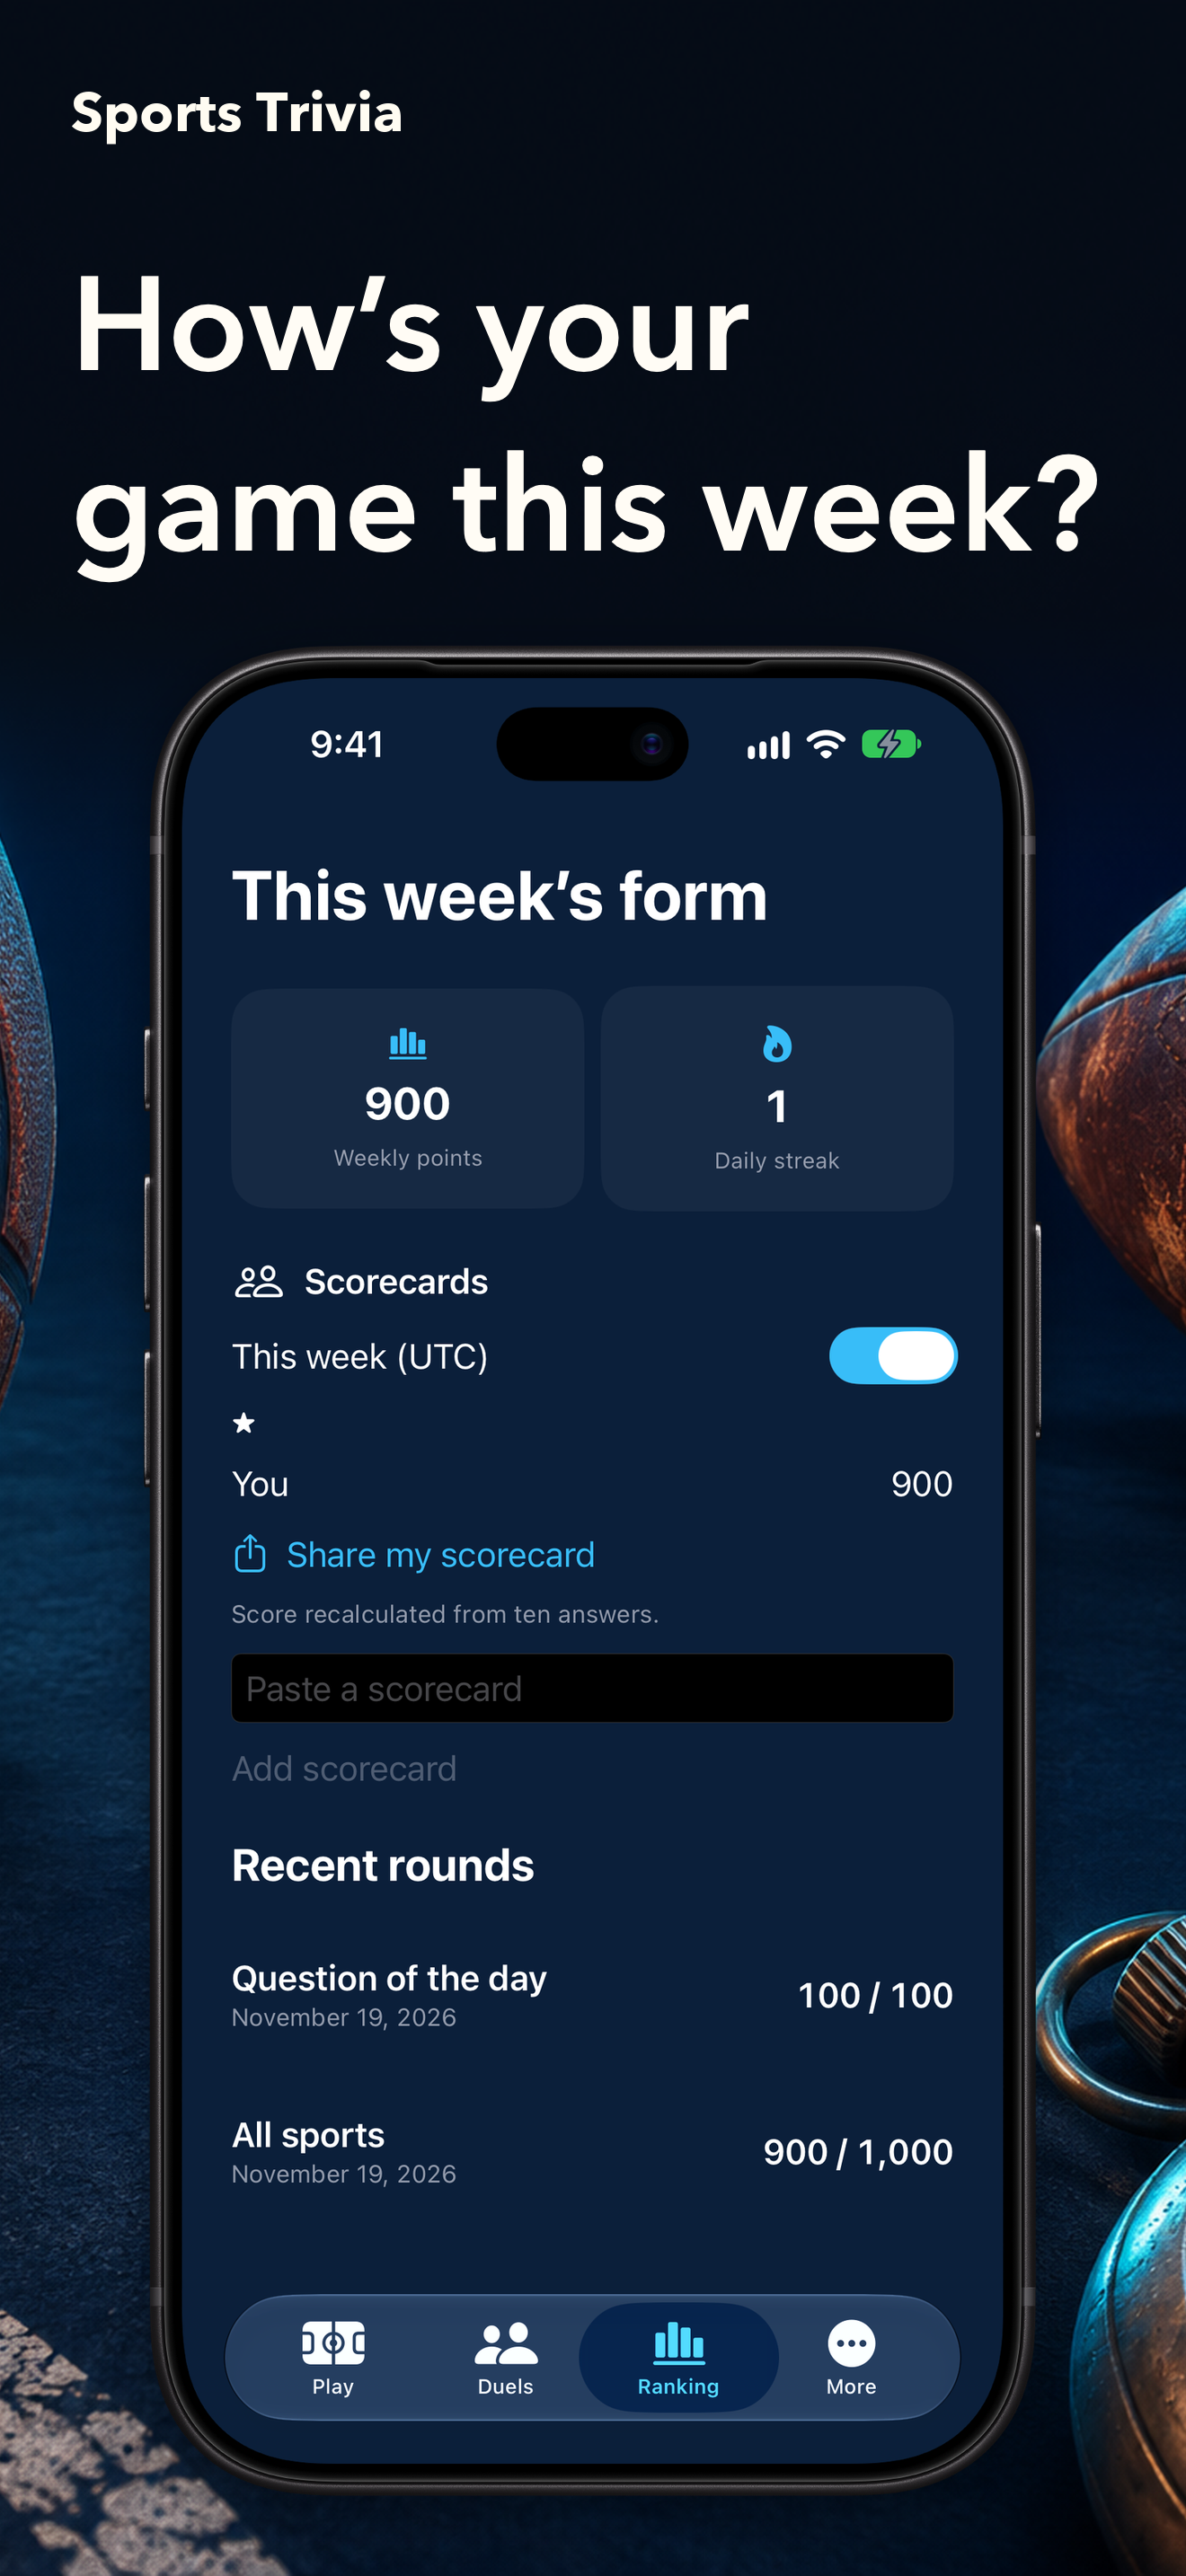 Sports Trivia
How’s your
game this week?
9:41
This week’s form
900
Weekly points
1
Daily streak
Scorecards
This week (UTC)
You
900
Share my scorecard
Score recalculated from ten answers.
Paste a scorecard
Add scorecard
Recent rounds
Question of the day
November 19, 2026
100 / 100
All sports
November 19, 2026
900 / 1,000
Play
Duels
Ranking
More